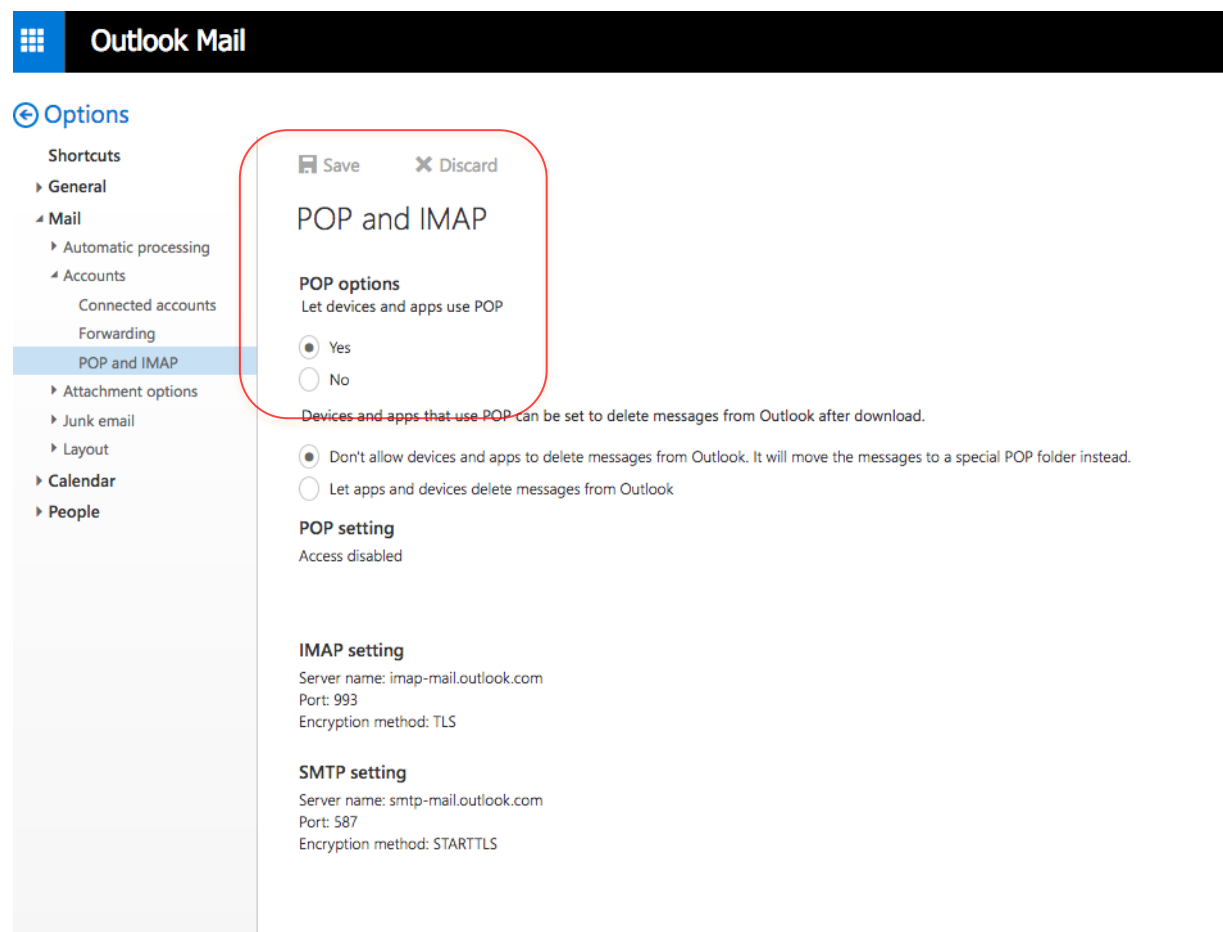 Outlook Mail
Options
Shortcuts
General
Mail
Automatic processing
Accounts
Connected accounts
Forwarding
POP and IMAP
Attachment options
Junk email
Layout
Calendar
People
Save Discard
POP and IMAP
POP options
Let devices and apps use POP
Yes
No
Devices and apps that use POP can be set to delete messages from Outlook after download.
Don't allow devices and apps to delete messages from Outlook. It will move the messages to a special POP folder instead.
Let apps and devices delete messages from Outlook
POP setting
Access disabled
IMAP setting
Server name: imap-mail.outlook.com
Port: 993
Encryption method: TLS
SMTP setting
Server name: smtp-mail.outlook.com
Port: 587
Encryption method: STARTTLS